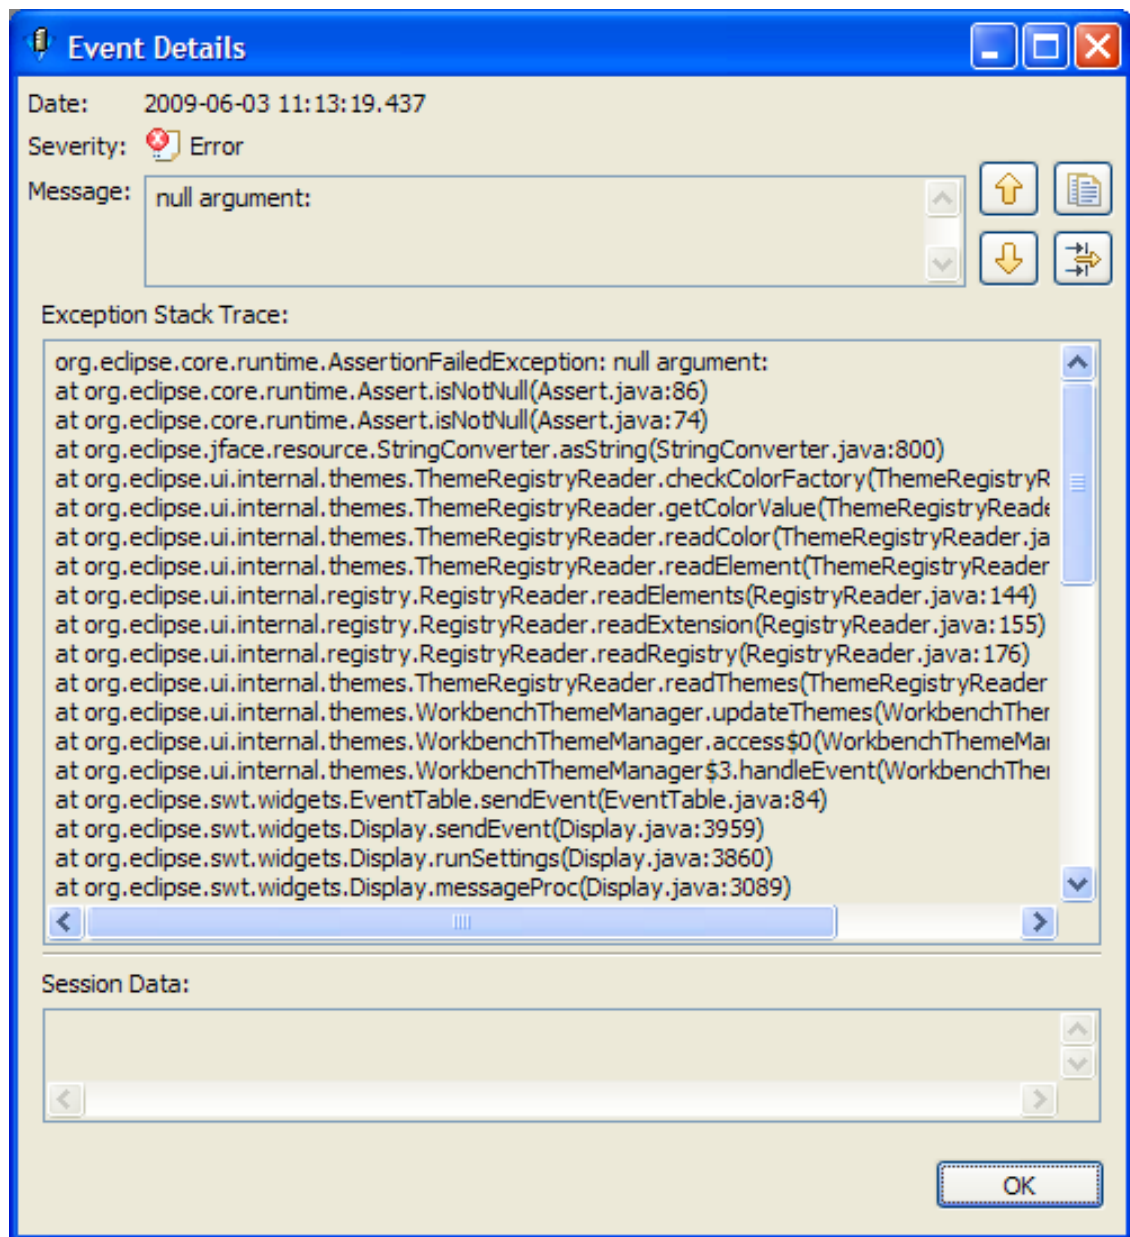 Event Details
Date: 2009-06-03 11:13:19.437
Severity: Error
Message: null argument:
Exception Stack Trace:
org.eclipse.core.runtime.AssertionFailedException: null argument:
at org.eclipse.core.runtime.Assert.isNotNull(Assert.java:86)
at org.eclipse.core.runtime.Assert.isNotNull(Assert.java:74)
at org.eclipse.jface.resource.StringConverter.asString(StringConverter.java:800)
at org.eclipse.ui.internal.themes.ThemeRegistryReader.checkColorFactory(ThemeRegistryR
at org.eclipse.ui.internal.themes.ThemeRegistryReader.getColorValue(ThemeRegistryReade
at org.eclipse.ui.internal.themes.ThemeRegistryReader.readColor(ThemeRegistryReader.ja
at org.eclipse.ui.internal.themes.ThemeRegistryReader.readElement(ThemeRegistryReader
at org.eclipse.ui.internal.registry.RegistryReader.readElements(RegistryReader.java:144)
at org.eclipse.ui.internal.registry.RegistryReader.readExtension(RegistryReader.java:155)
at org.eclipse.ui.internal.registry.RegistryReader.readRegistry(RegistryReader.java:176)
at org.eclipse.ui.internal.themes.ThemeRegistryReader.readThemes(ThemeRegistryReader
at org.eclipse.ui.internal.themes.WorkbenchThemeManager.updateThemes(WorkbenchThem
at org.eclipse.ui.internal.themes.WorkbenchThemeManager.access$0(WorkbenchThemeMan
at org.eclipse.ui.internal.themes.WorkbenchThemeManager$3.handleEvent(WorkbenchThem
at org.eclipse.swt.widgets.EventTable.sendEvent(EventTable.java:84)
at org.eclipse.swt.widgets.Display.sendEvent(Display.java:3959)
at org.eclipse.swt.widgets.Display.runSettings(Display.java:3860)
at org.eclipse.swt.widgets.Display.messageProc(Display.java:3089)
Session Data:
OK